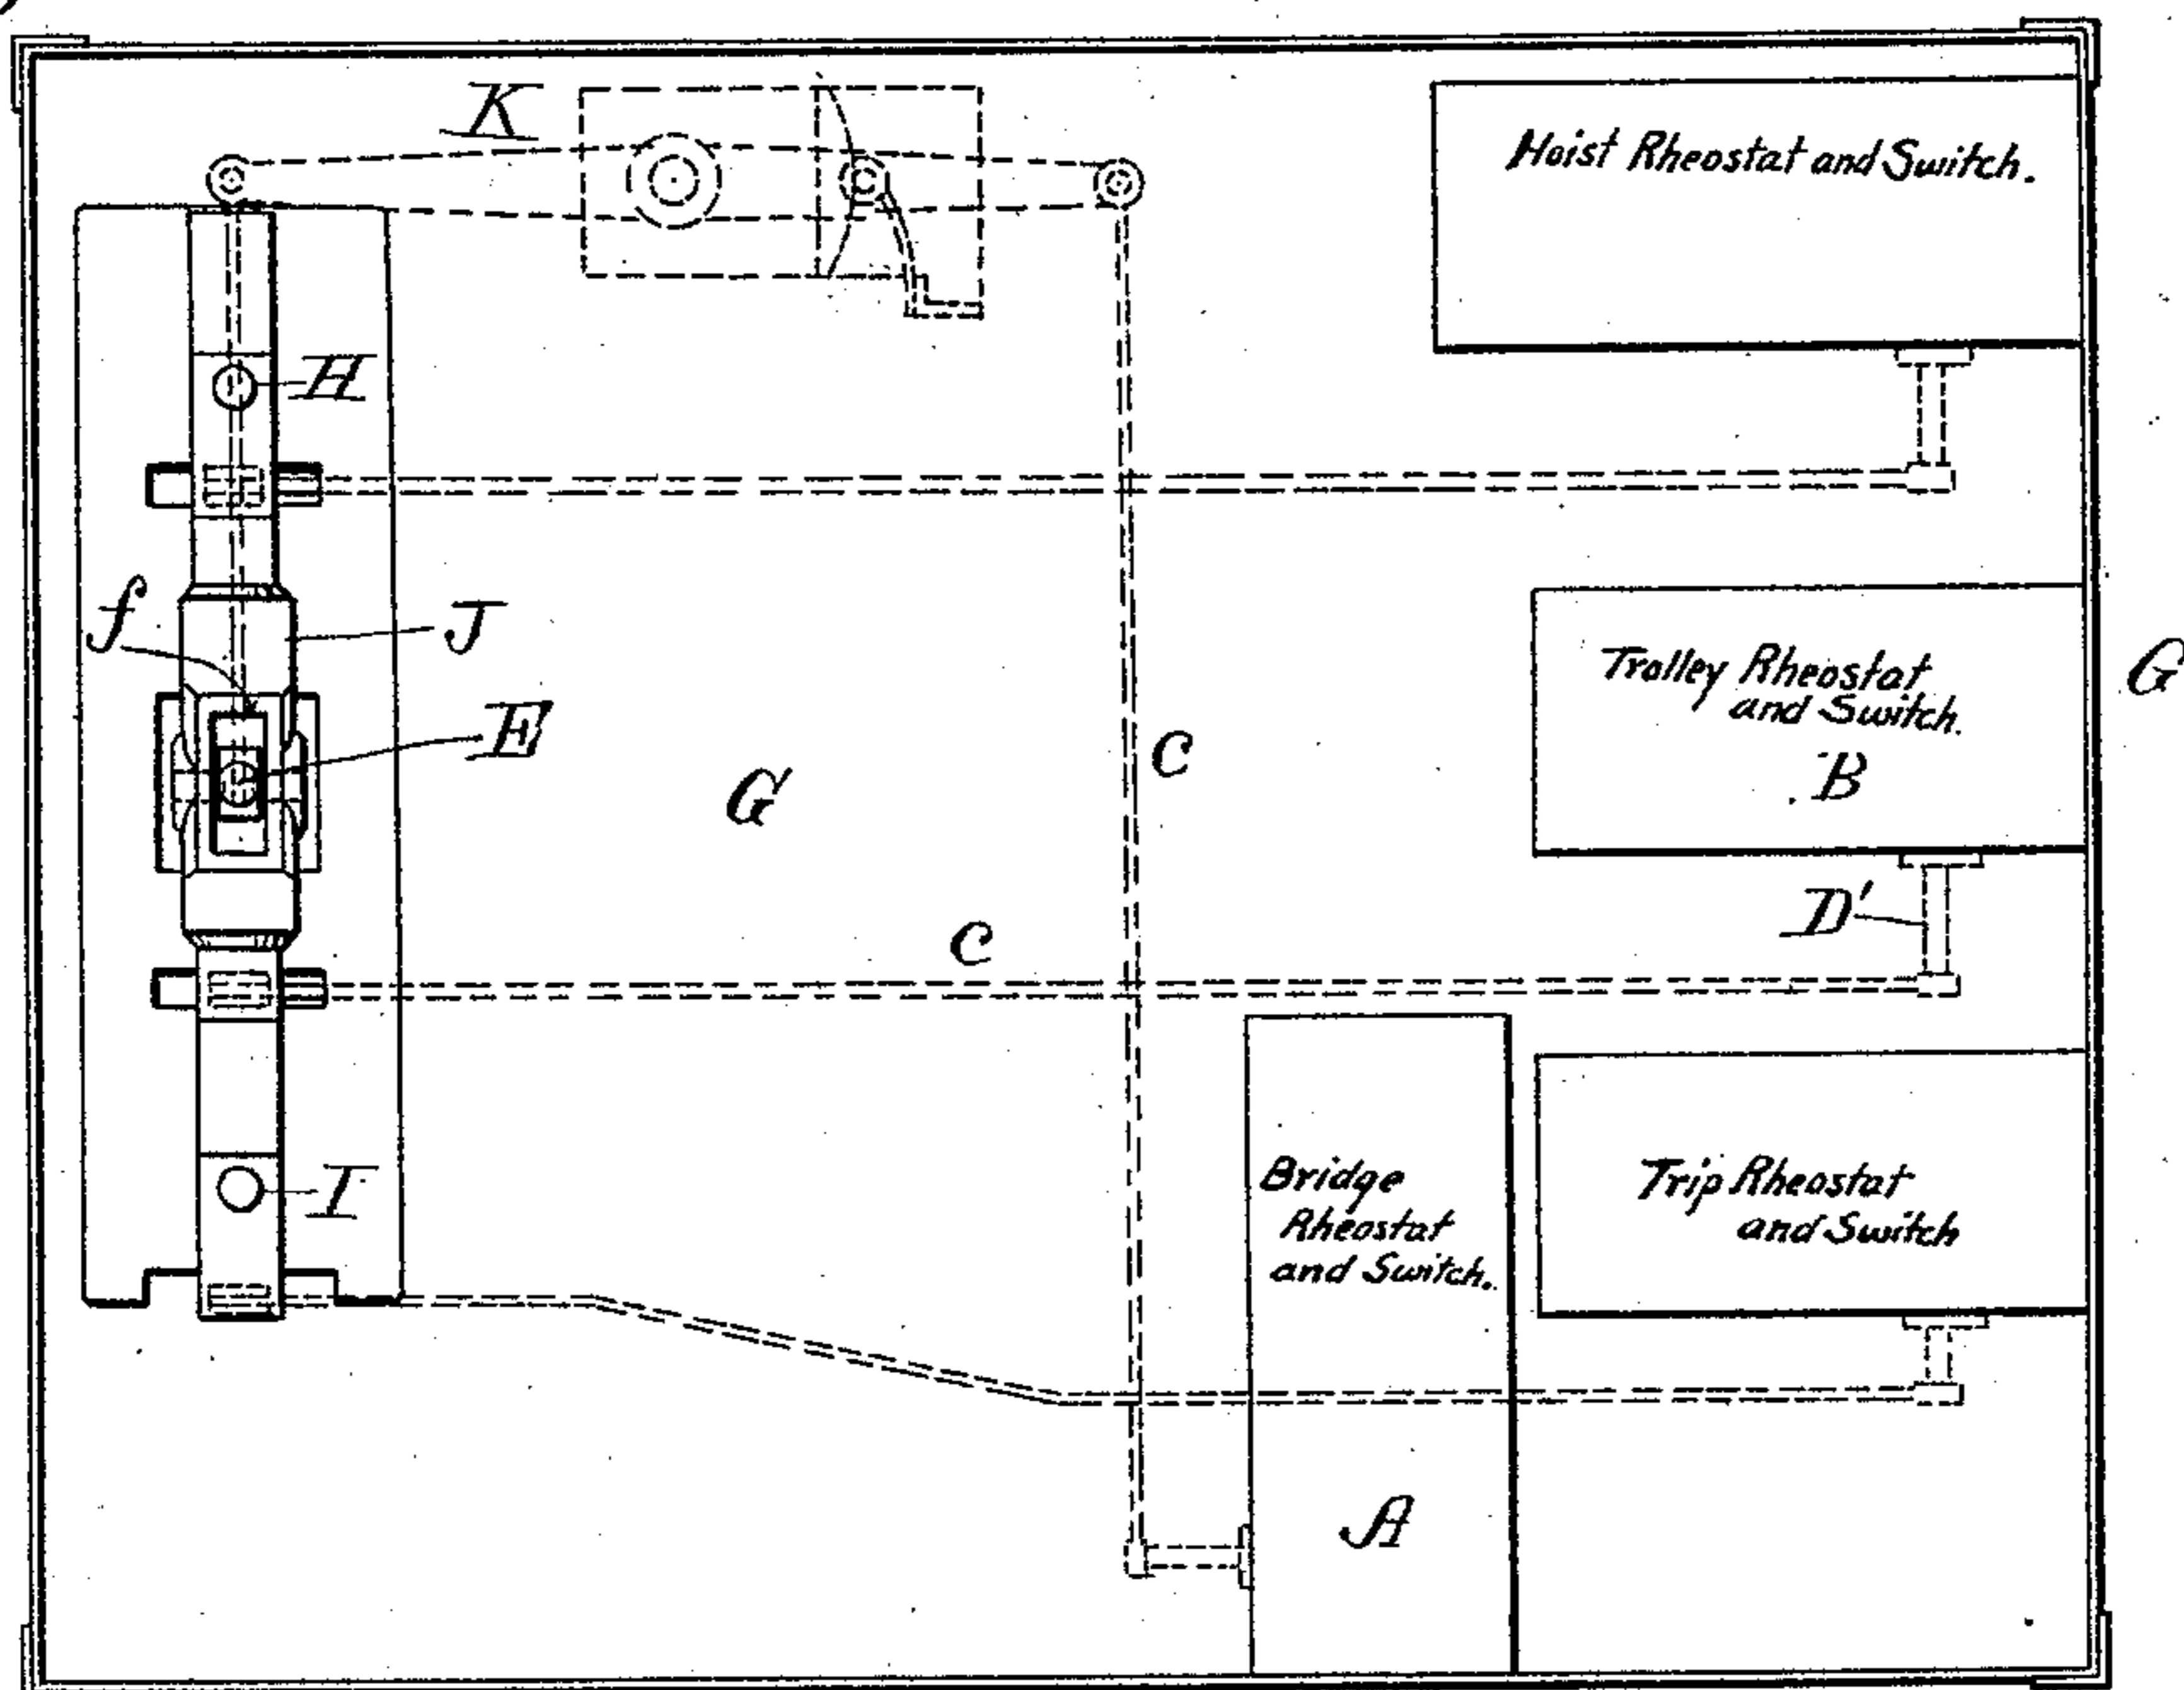 K
Hoist Rheostat and Switch.
H
f
J
E
G
C
Trolley Rheostat
and Switch.
B
G
C
D'
I
Bridge
Rheostat
and Switch.
Trip Rheostat
and Switch
A